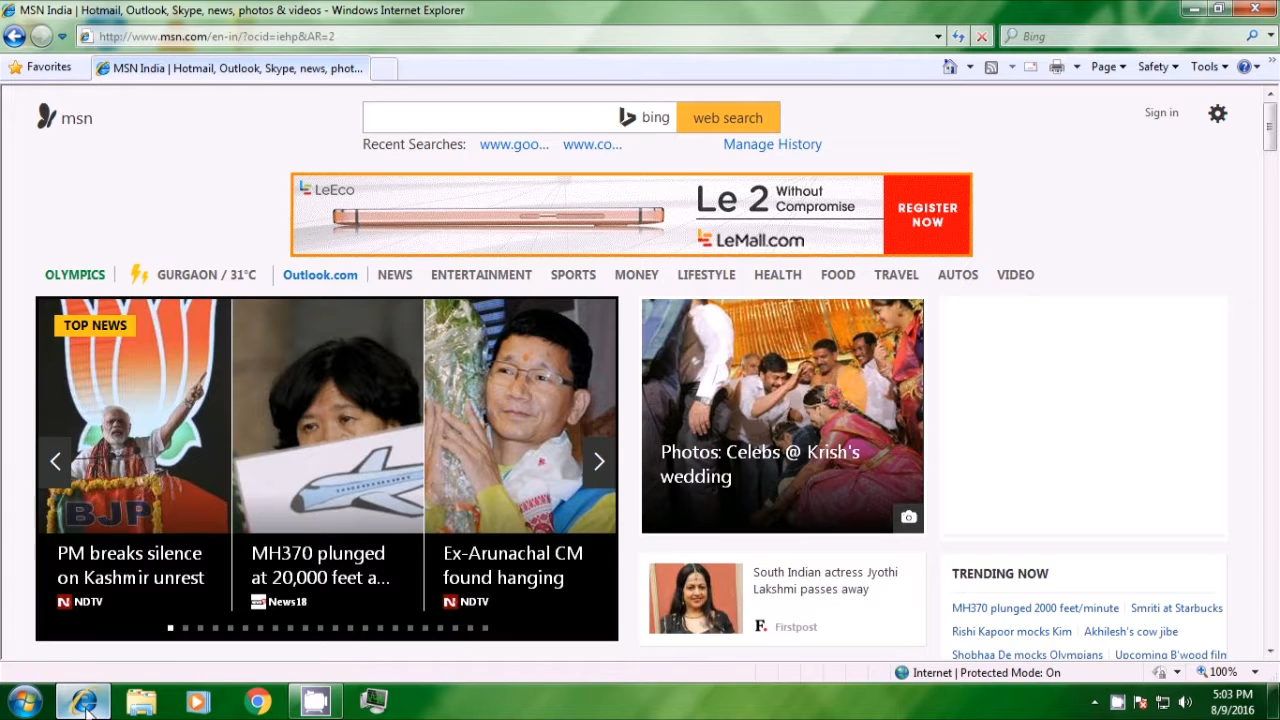 MSN India | Hotmail, Outlook, Skype, news, photos & videos - Windows Internet Explorer
http://www.msn.com/en-in/?ocid=iehp&AR=2
Bing
Favorites
MSN India | Hotmail, Outlook, Skype, news, phot...
Page
Safety
Tools
msn
bing
web search
Sign in
Recent Searches: www.goo... www.co... Manage History
LeEco
Le 2 Without Compromise
LeMall.com
REGISTER NOW
OLYMPICS GURGAON / 31°C Outlook.com NEWS ENTERTAINMENT SPORTS MONEY LIFESTYLE HEALTH FOOD TRAVEL AUTOS VIDEO
TOP NEWS
BJP
PM breaks silence
on Kashmir unrest
NDTV
MH370 plunged
at 20,000 feet a...
News18
Ex-Arunachal CM
found hanging
NDTV
Photos: Celebs @ Krish's
wedding
South Indian actress Jyothi
Lakshmi passes away
F. Firstpost
TRENDING NOW
MH370 plunged 2000 feet/minute Smriti at Starbucks
Rishi Kapoor mocks Kim Akhilesh's cow jibe
Shobhaa De mocks Olympians Upcoming B'wood film
Internet | Protected Mode: On
100%
5:03 PM
8/9/2016